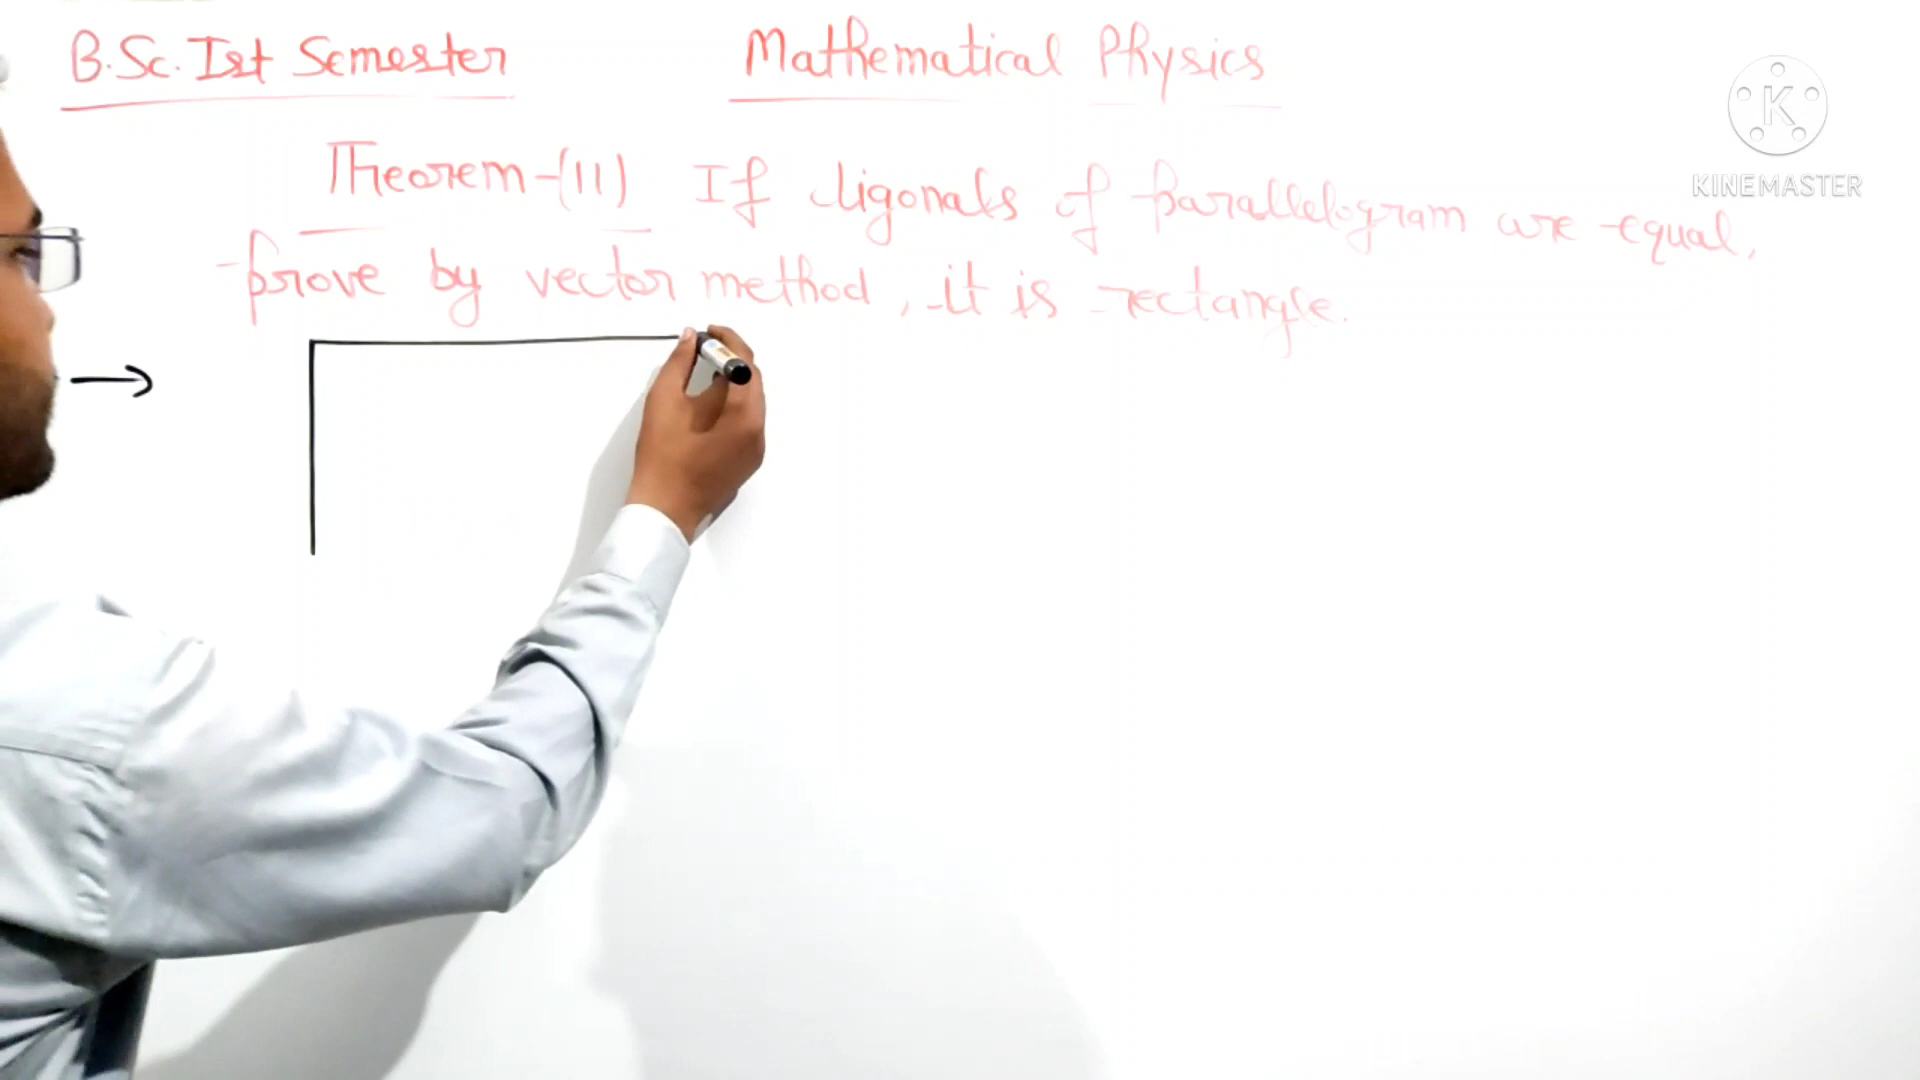 B.Sc. Ist Semester Mathematical Physics
Theorem-(11) If digonals of parallelogram are equal,
prove by vector method, it is rectangle.
K
KINEMASTER